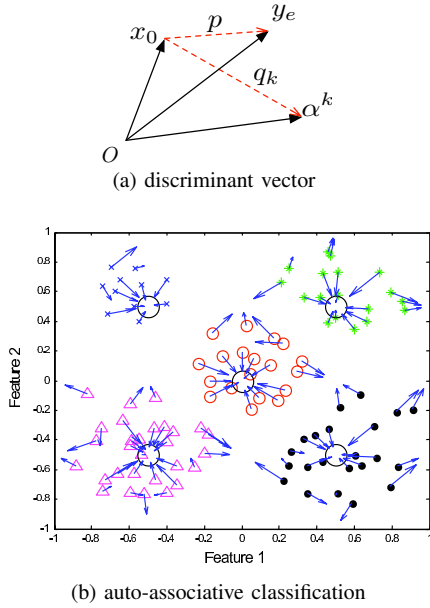 x₀ p yₑ
qₖ
αᵏ
O
(a) discriminant vector
1
0.8
0.6
0.4
0.2
0
-0.2
-0.4
-0.6
-0.8
-1
Feature 2
-1 -0.8 -0.6 -0.4 -0.2 0 0.2 0.4 0.6 0.8 1
Feature 1
(b) auto-associative classification